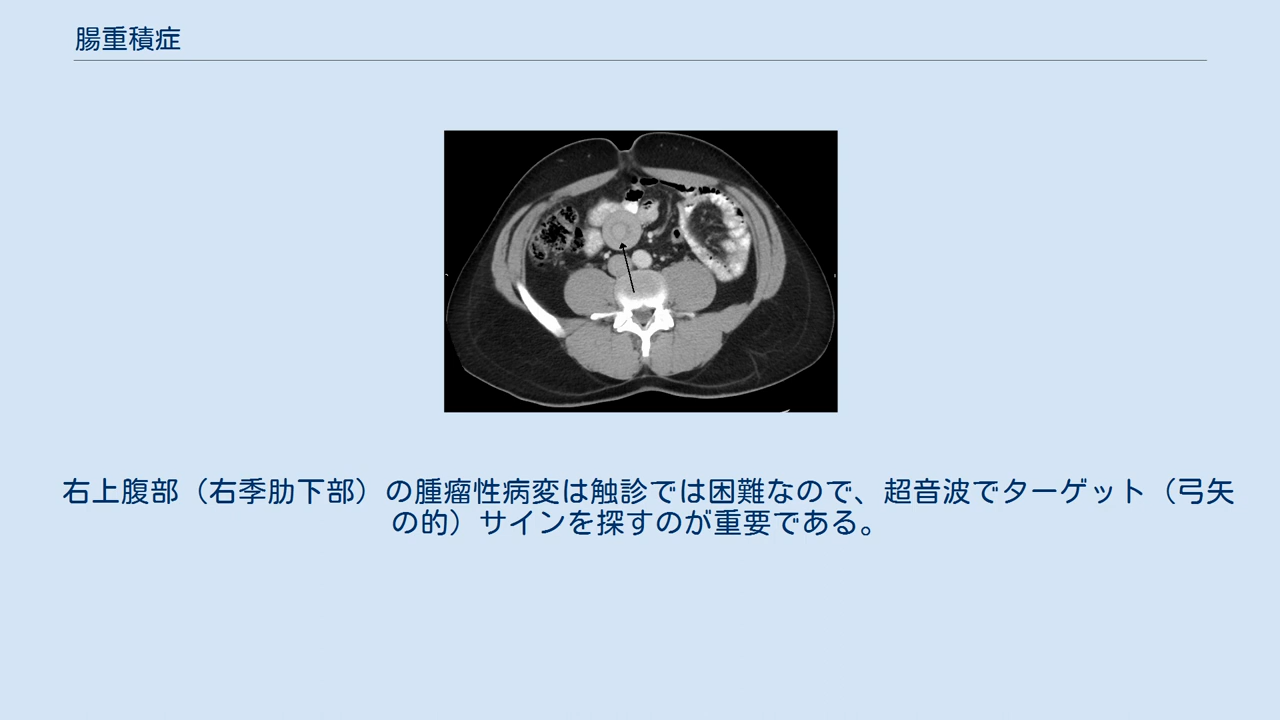 腸重積症
右上腹部（右季肋下部）の腫瘤性病変は触診では困難なので、超音波でターゲット（弓矢
の的）サインを探すのが重要である。